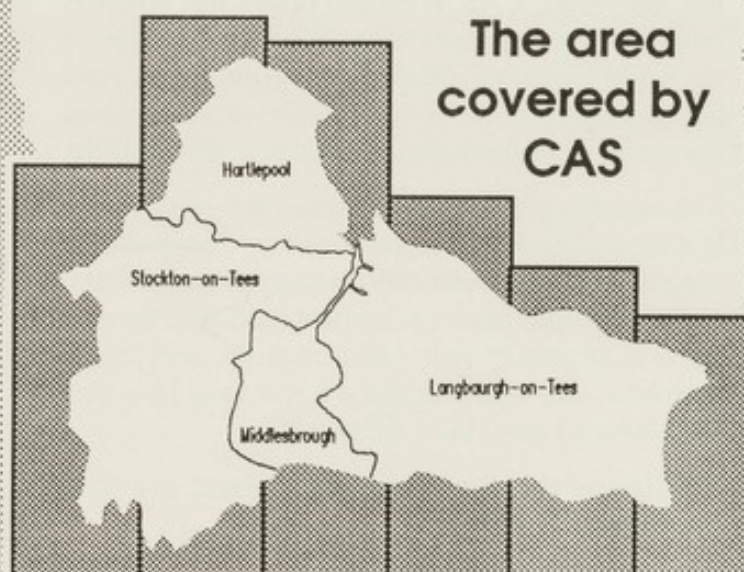 The area
covered by
CAS
Hartlepool
Stockton-on-Tees
Langbaurgh-on-Tees
Middlesbrough